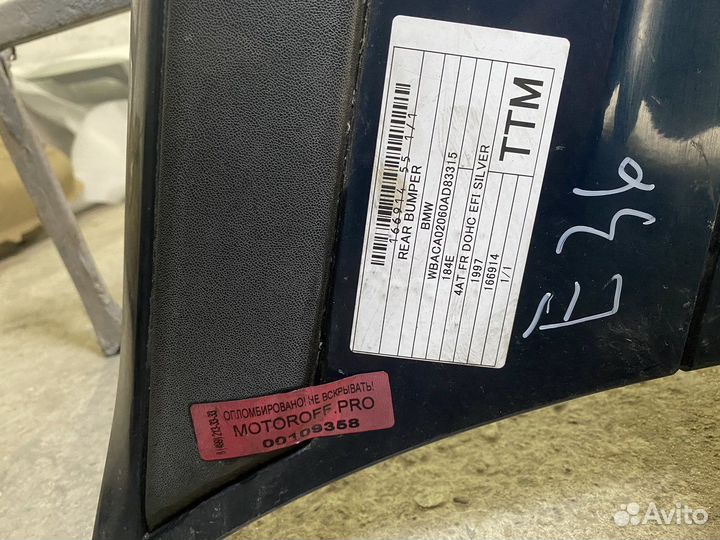 166914 55 1/1
REAR BUMPER
BMW
WBACA02060AD83315
184E
4AT FR DOHC EFI SILVER
1997
166914
1/1
TTM
E36
ОПЛОМБИРОВАНО! НЕ ВСКРЫВАТЬ!
MOTOROFF.PRO
00109358
Avito